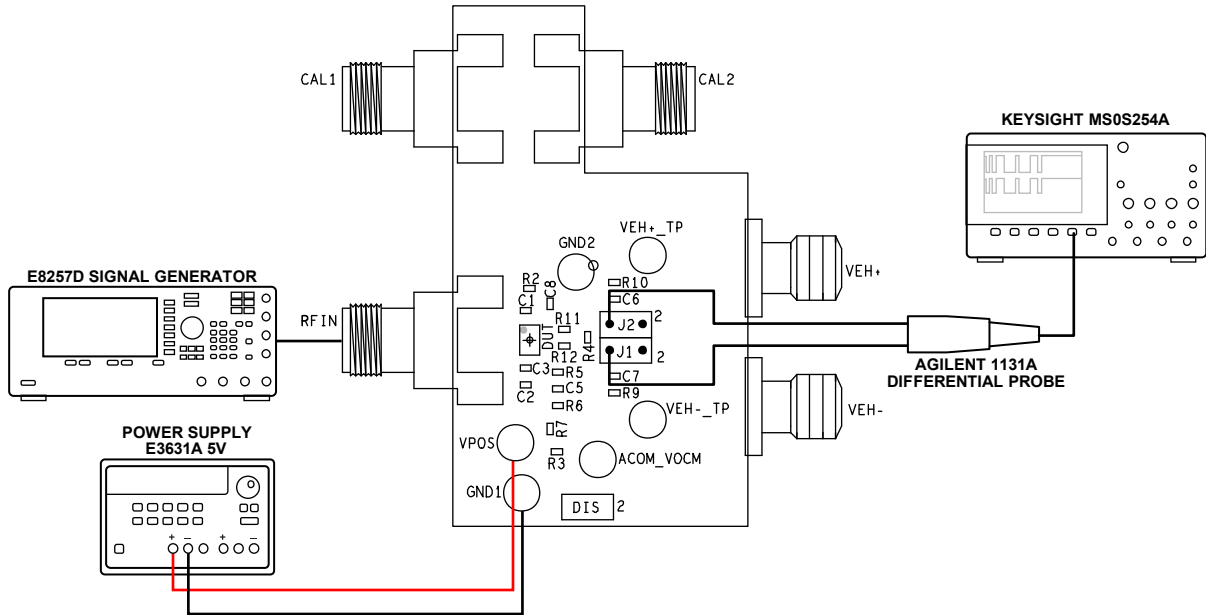 CAL1
CAL2
KEYSIGHT MS0S254A
VEH+_TP
GND2
VEH+
E8257D SIGNAL GENERATOR
R2
C8
R10
C1
C6
RFIN
R11
J2
2
DUT
R4
J1
2
R12
C3
R5
C7
AGILENT 1131A
DIFFERENTIAL PROBE
C2
C5
R9
R6
VEH-_TP
VEH-
POWER SUPPLY
E3631A 5V
R7
VPOS
R3
ACOM_VOCM
GND1
DIS
2
+
−
+
−